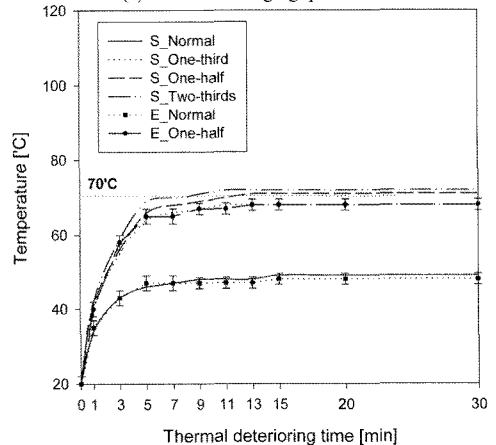 120
100
80
60
40
20
Temperature [℃]
S_Normal
S_One-third
S_One-half
S_Two-thirds
E_Normal
E_One-half
70℃
0 1 3 5 7 9 11 13 15 20 30
Thermal deteriorating time [min]